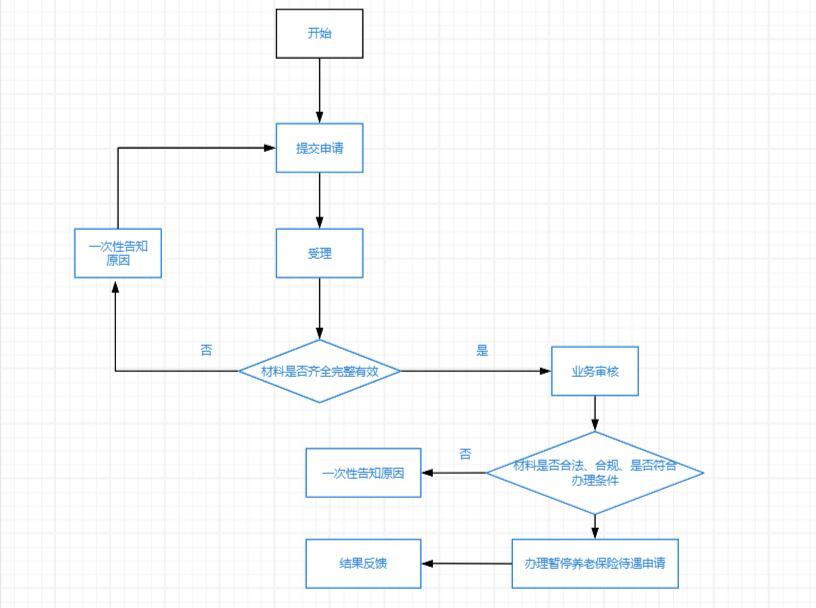 开始
提交申请
一次性告知
原因
受理
否
材料是否齐全完整有效
是
业务审核
一次性告知原因
否
材料是否合法、合规、是否符合
办理条件
结果反馈
办理暂停养老保险待遇申请